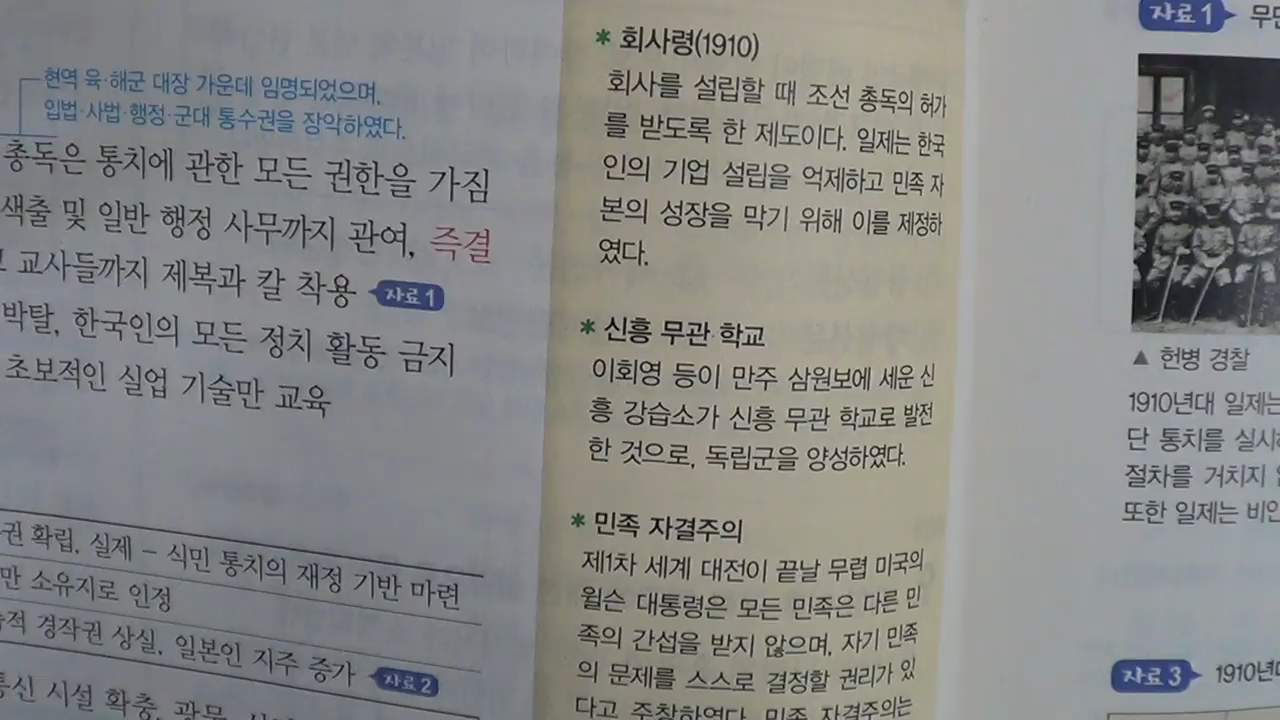 현역 육·해군 대장 가운데 임명되었으며,
입법·사법·행정·군대 통수권을 장악하였다.
총독은 통치에 관한 모든 권한을 가짐
색출 및 일반 행정 사무까지 관여, 즉결
교사들까지 제복과 칼 착용 자료1
박탈, 한국인의 모든 정치 활동 금지
초보적인 실업 기술만 교육
확립, 실제 – 식민 통치의 재정 기반 마련
만 소유지로 인정
경작권 상실, 일본인 지주 증가 자료2
시설 확충,
* 회사령(1910)
회사를 설립할 때 조선 총독의 허가
를 받도록 한 제도이다. 일제는 한국
인의 기업 설립을 억제하고 민족 자
본의 성장을 막기 위해 이를 제정하
였다.
* 신흥 무관 학교
이회영 등이 만주 삼원보에 세운 신
흥 강습소가 신흥 무관 학교로 발전
한 것으로, 독립군을 양성하였다.
* 민족 자결주의
제1차 세계 대전이 끝날 무렵 미국의
윌슨 대통령은 모든 민족은 다른 민
족의 간섭을 받지 않으며, 자기 민족
의 문제를 스스로 결정할 권리가 있
다고 주창하였다. 민족 자결주의는
자료1
▲ 헌병 경찰
1910년대 일제는
단 통치를 실시
절차를 거치지
또한 일제는 비인
자료3 1910년대